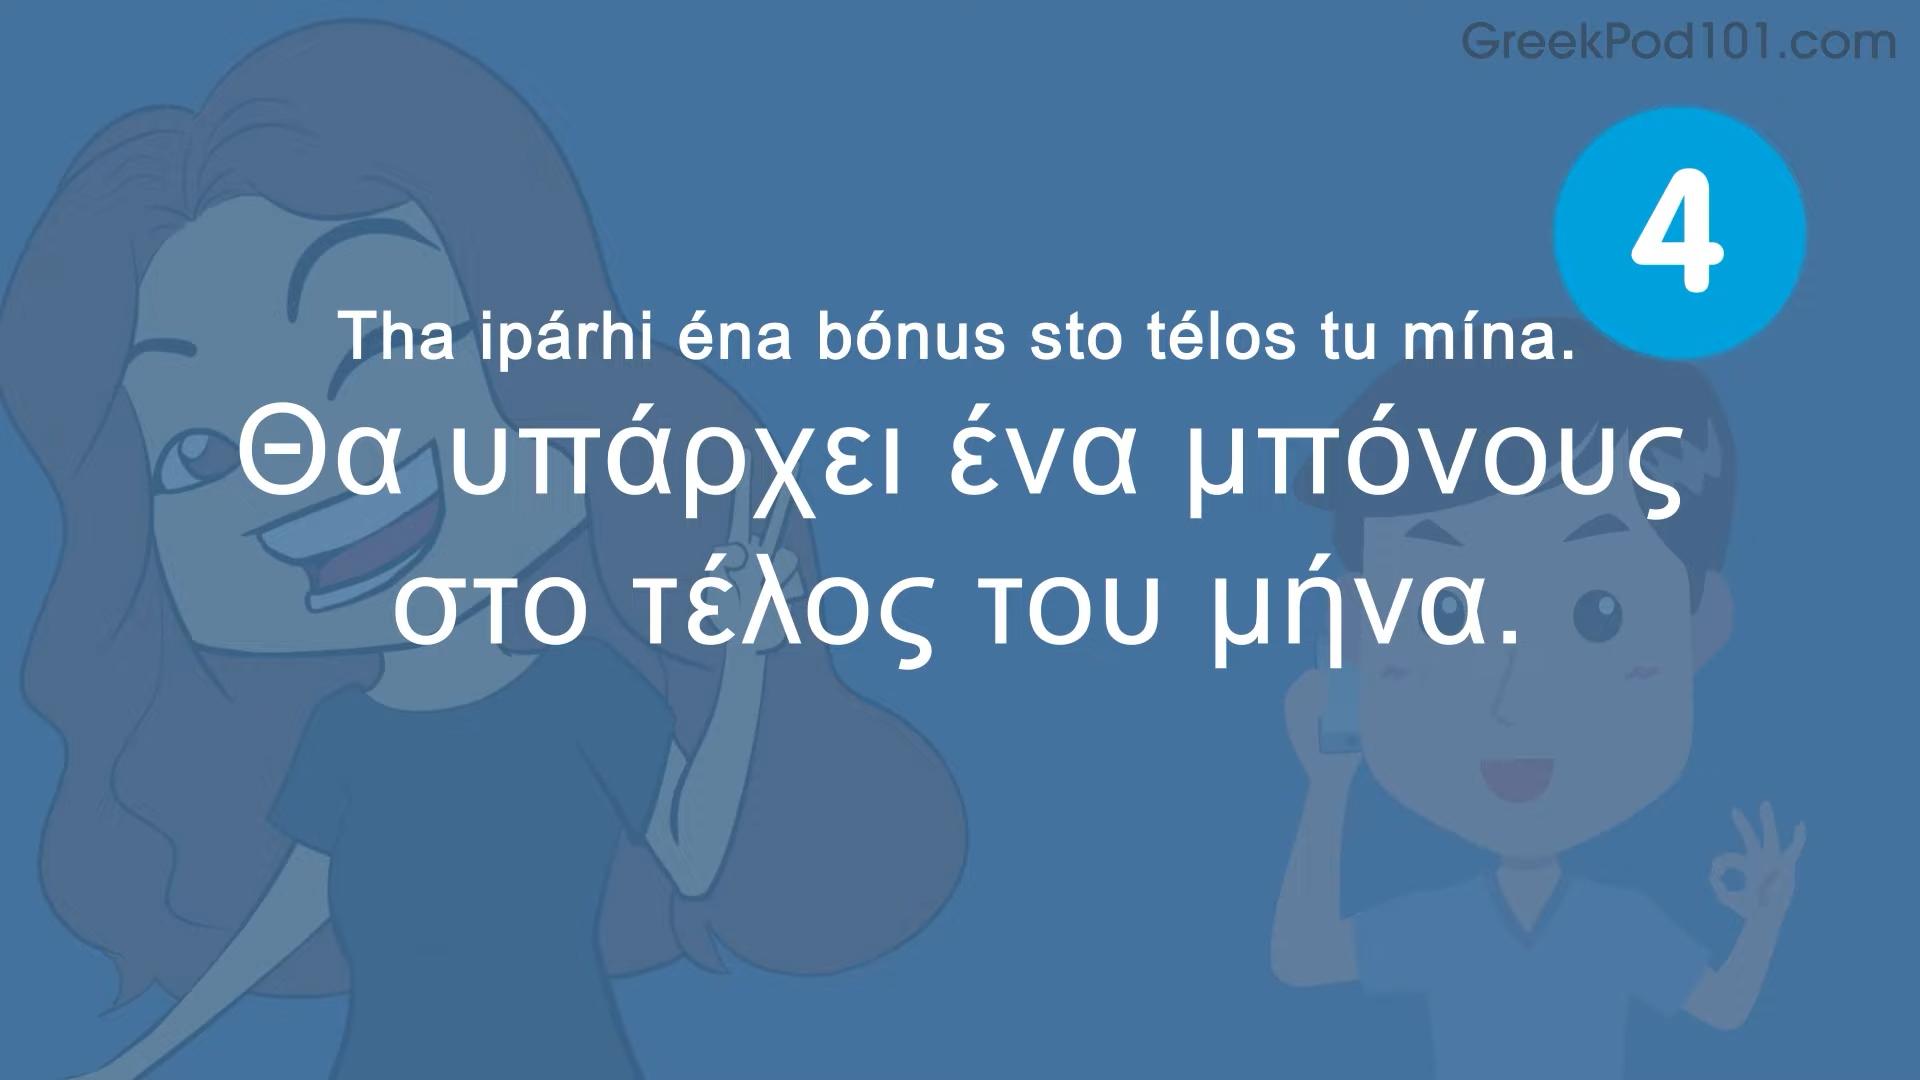 GreekPod101.com
4
Tha ipárhi éna bónus sto télos tu mína.
Θα υπάρχει ένα μπόνους
στο τέλος του μήνα.